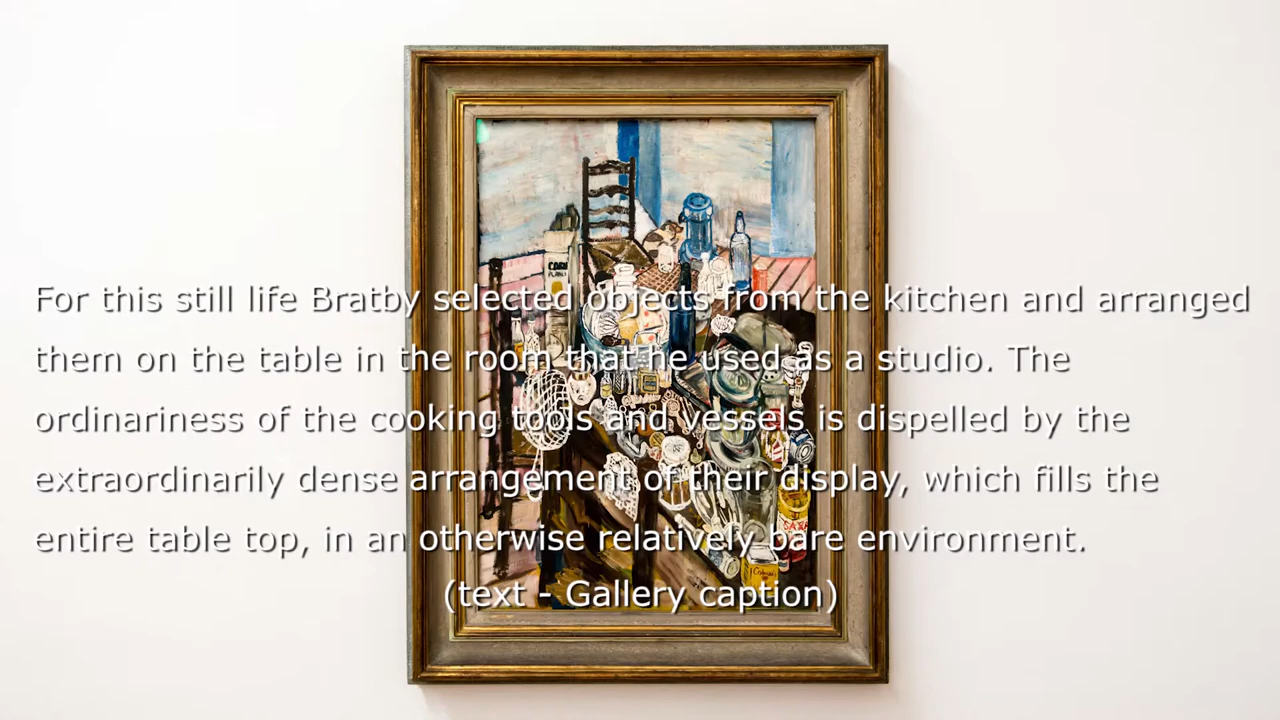 CORN
FLAKES
For this still life Bratby selected objects from the kitchen and arranged
them on the table in the room that he used as a studio. The
ordinariness of the cooking tools and vessels is dispelled by the
extraordinarily dense arrangement of their display, which fills the
entire table top, in an otherwise relatively bare environment.
(text - Gallery caption)